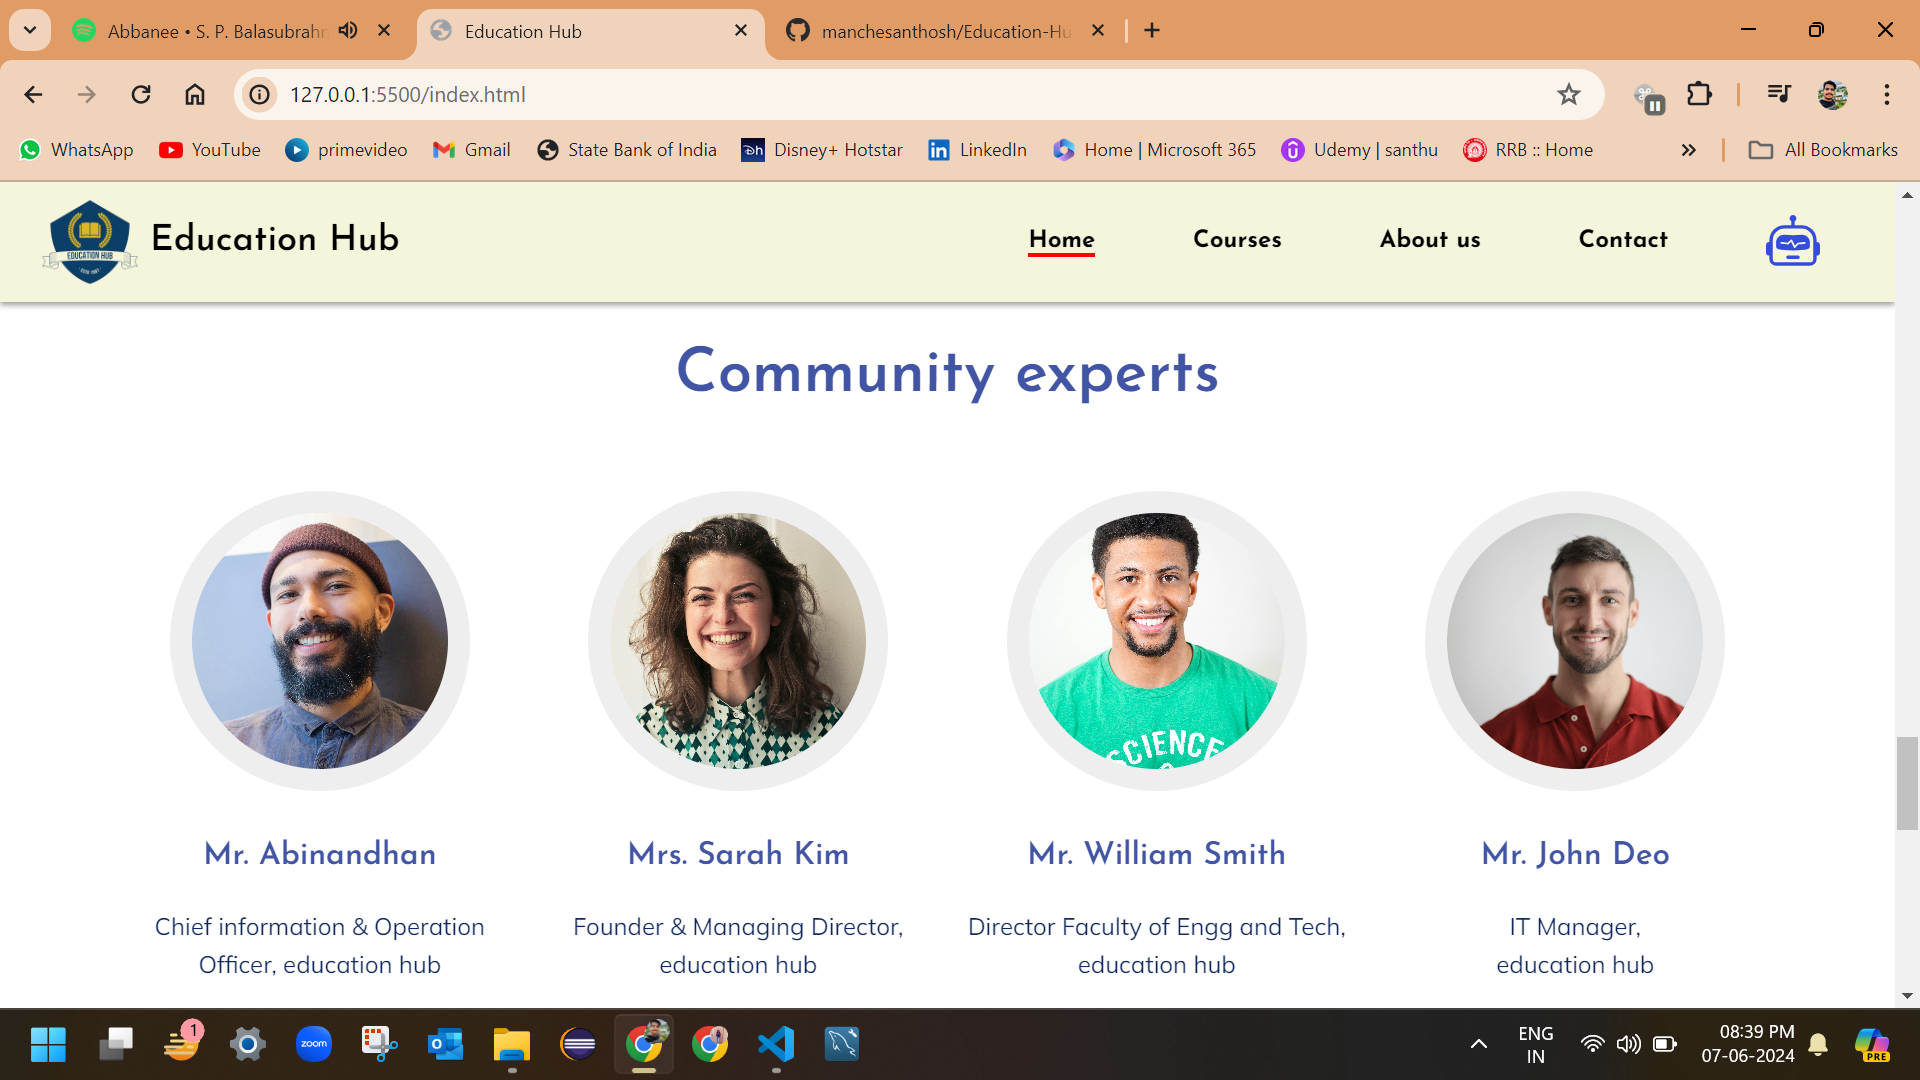 Abbanee • S. P. Balasubrahm
Education Hub
manchesanthosh/Education-Hu
127.0.0.1:5500/index.html
WhatsApp
YouTube
primevideo
Gmail
State Bank of India
Disney+ Hotstar
LinkedIn
Home | Microsoft 365
Udemy | santhu
RRB :: Home
All Bookmarks
EDUCATION HUB
Education Hub
Home
Courses
About us
Contact
Community experts
SCIENCE
Mr. Abinandhan
Mrs. Sarah Kim
Mr. William Smith
Mr. John Deo
Chief information & Operation
Officer, education hub
Founder & Managing Director,
education hub
Director Faculty of Engg and Tech,
education hub
IT Manager,
education hub
1
zoom
ENG
IN
08:39 PM
07-06-2024
PRE